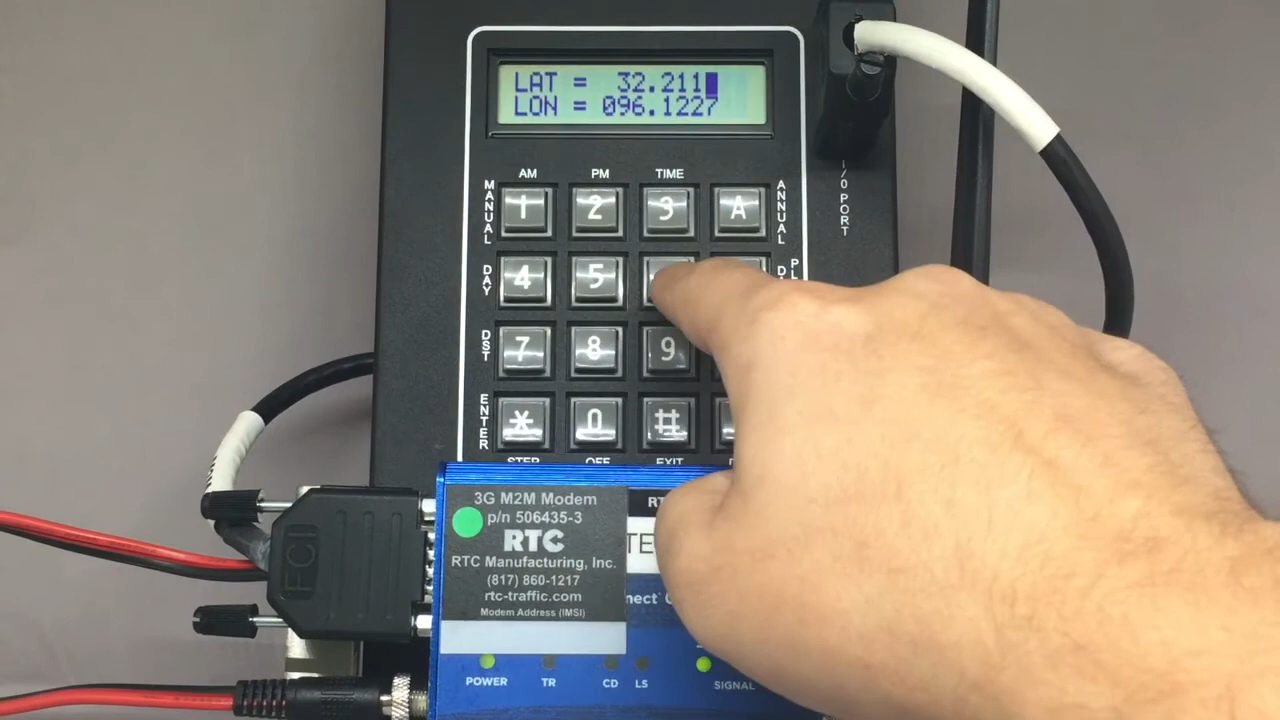 LAT = 32.211
LON = 096.1227
AM PM TIME
MANUAL 1 2 3 A ANNUAL
DAY 4 5
DST 7 8 9
ENTER * 0 #
STEP OFF EXIT
I/O PORT
FCI
3G M2M Modem
p/n 506435-3
RTC
RTC Manufacturing, Inc.
(817) 860-1217
rtc-traffic.com
Modem Address (IMSI)
POWER TR CD LS SIGNAL